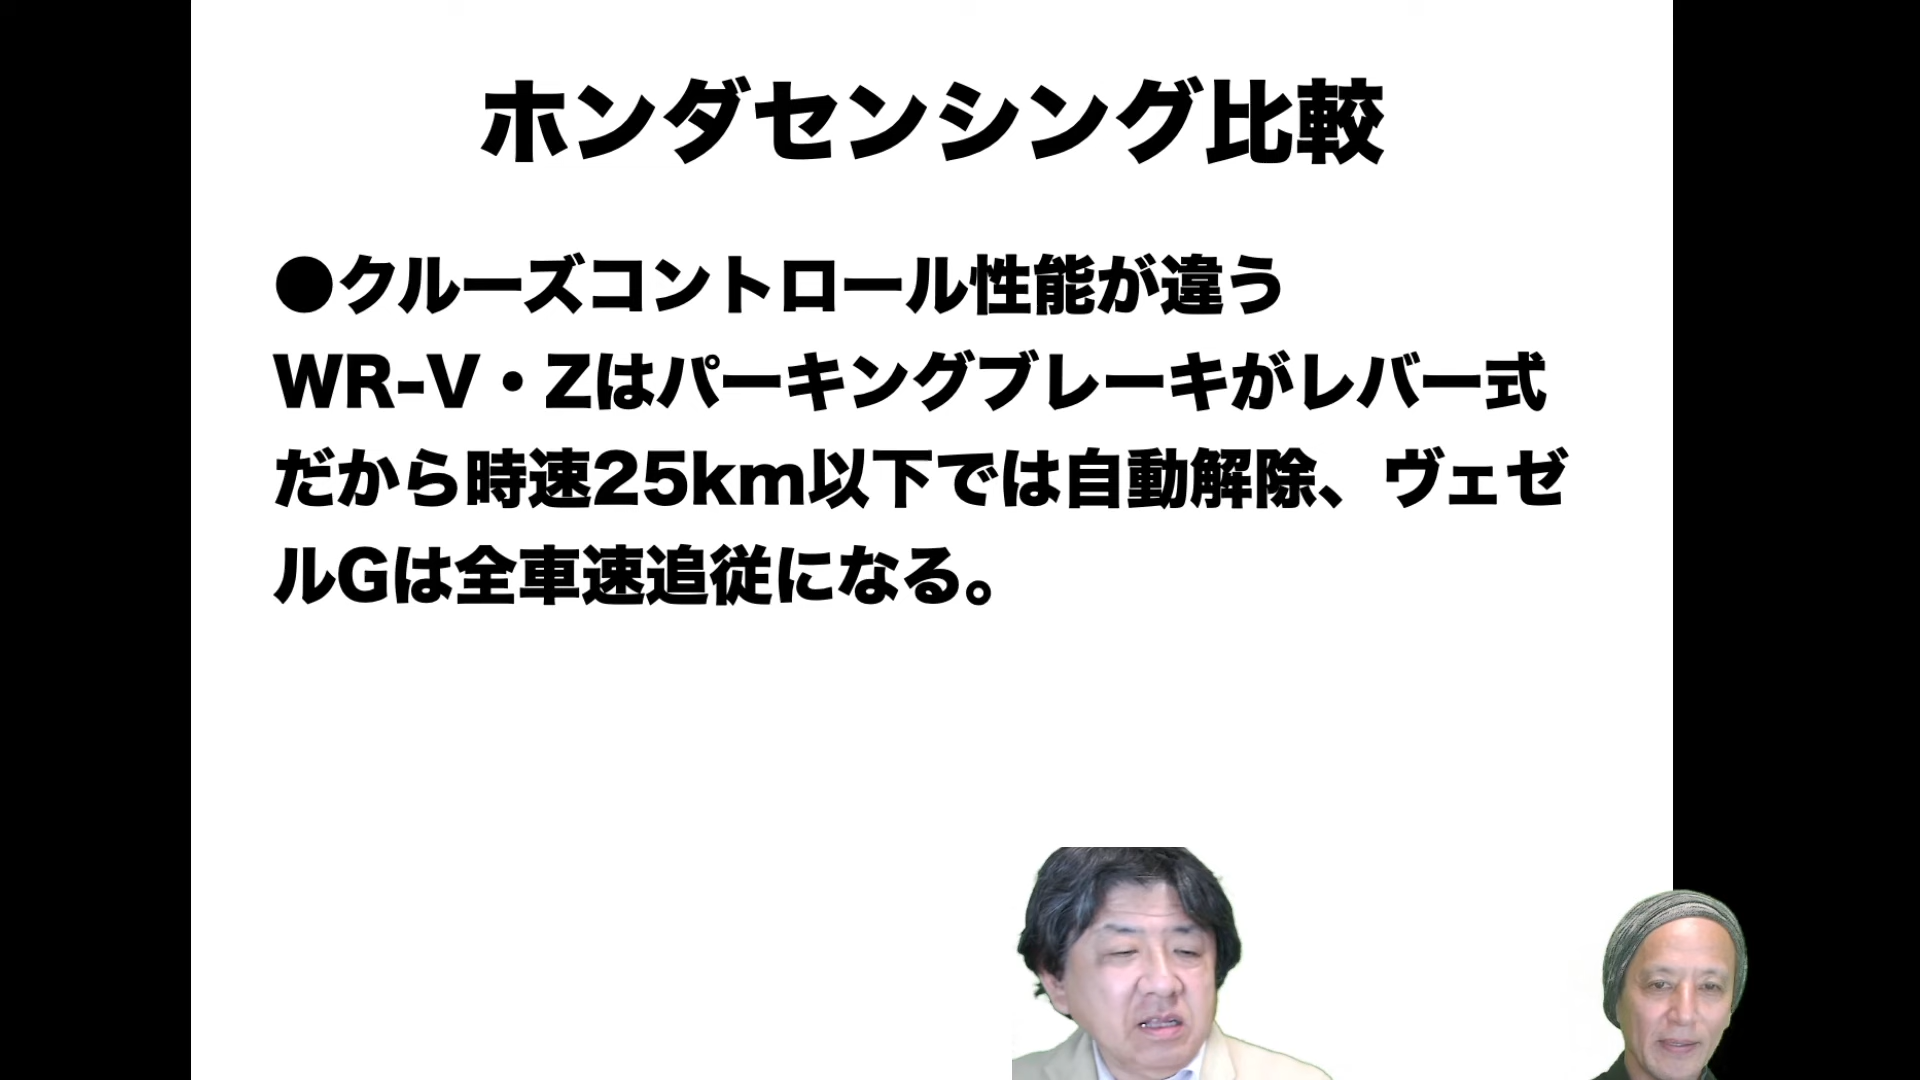 ホンダセンシング比較
●クルーズコントロール性能が違う
WR-V・Zはパーキングブレーキがレバー式
だから時速25km以下では自動解除、ヴェゼ
ルGは全車速追従になる。